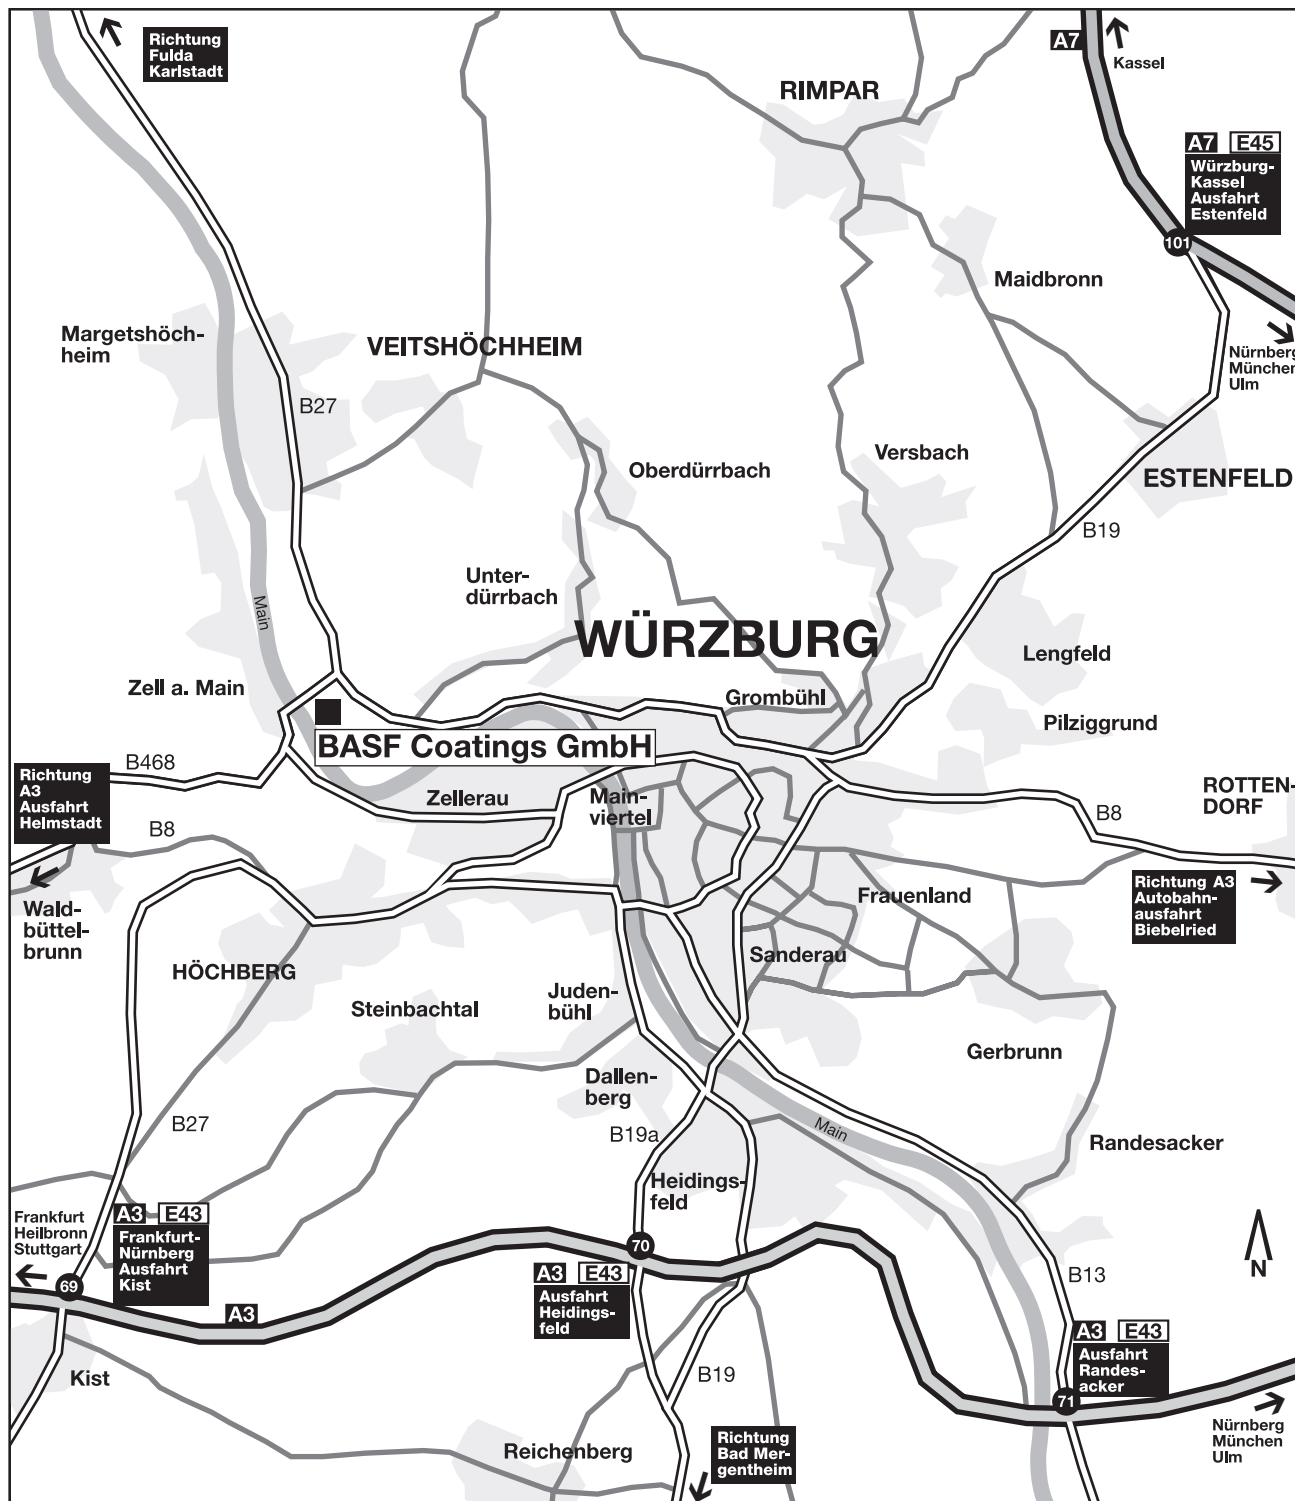 Richtung
Fulda
Karlstadt
A7
Kassel
RIMPAR
A7 E45
Würzburg-
Kassel
Ausfahrt
Estenfeld
101
Maidbronn
Margetshöch-
heim
VEITSHÖCHHEIM
Nürnberg
München
Ulm
B27
Versbach
Oberdürrbach
ESTENFELD
B19
Unter-
dürrbach
Main
WÜRZBURG
Lengfeld
Zell a. Main
Grombühl
Pilziggrund
BASF Coatings GmbH
B468
Richtung
A3
Ausfahrt
Helmstadt
Zellerau
Main-
viertel
ROTTEN-
DORF
B8
B8
Richtung A3
Autobahn-
ausfahrt
Biebelried
Frauenland
Wald-
büttel-
brunn
Sanderau
HÖCHBERG
Juden-
bühl
Steinbachtal
Gerbrunn
Dallen-
berg
B27
B19a
Main
Randesacker
Heidings-
feld
Frankfurt
Heilbronn
Stuttgart
A3 E43
Frankfurt-
Nürnberg
Ausfahrt
Kist
69
70
N
A3 E43
Ausfahrt
Heidings-
feld
B13
A3
A3 E43
Ausfahrt
Randes-
acker
71
Kist
B19
Reichenberg
Richtung
Bad Mer-
gentheim
Nürnberg
München
Ulm